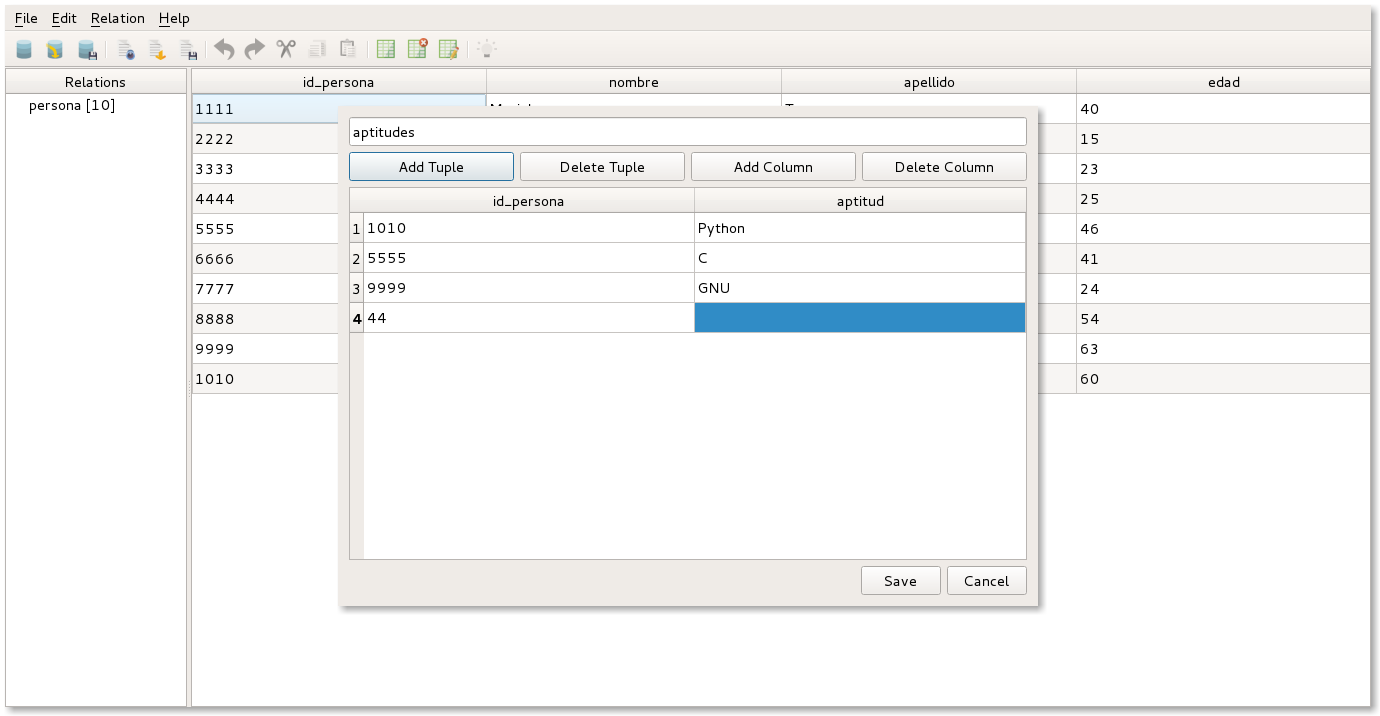 File Edit Relation Help
Relations id_persona nombre apellido edad
persona [10]
1111 40
2222 15
3333 23
4444 25
5555 46
6666 41
7777 24
8888 54
9999 63
1010 60
aptitudes
Add Tuple Delete Tuple Add Column Delete Column
id_persona aptitud
1 1010 Python
2 5555 C
3 9999 GNU
4 44
Save Cancel